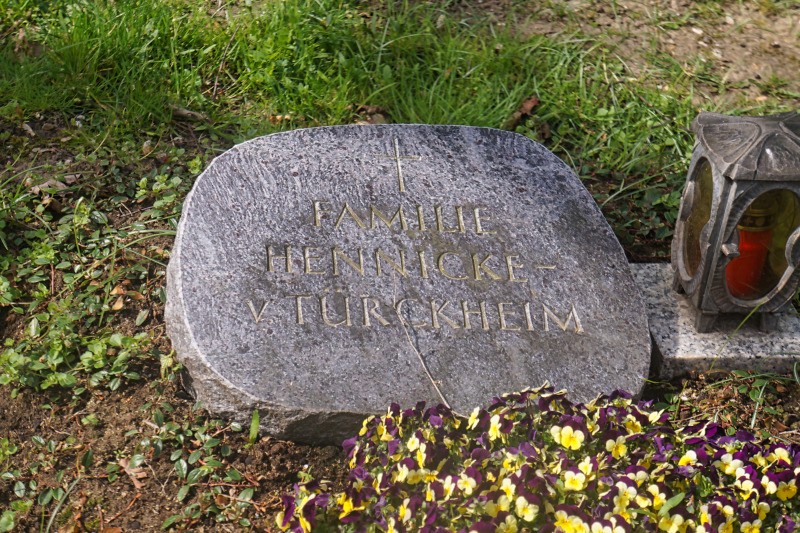 FAMILIE
HENNICKE-
v TÜRCKHEIM